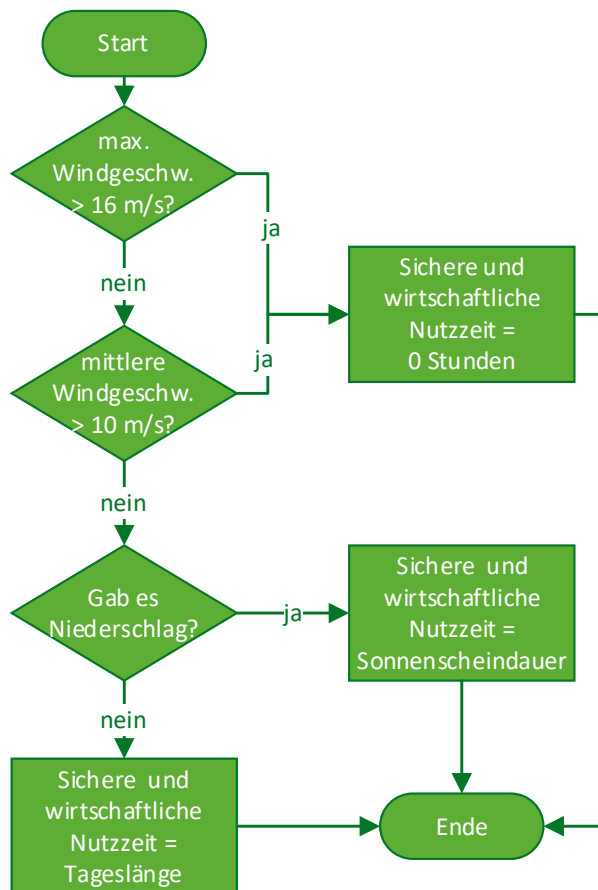 Start
max.
Windgeschw.
> 16 m/s?
ja
nein
Sichere und
wirtschaftliche
Nutzzeit =
0 Stunden
mittlere
Windgeschw.
> 10 m/s?
ja
nein
Gab es
Niederschlag?
ja
Sichere und
wirtschaftliche
Nutzzeit =
Sonnenscheindauer
nein
Sichere und
wirtschaftliche
Nutzzeit =
Tageslänge
Ende